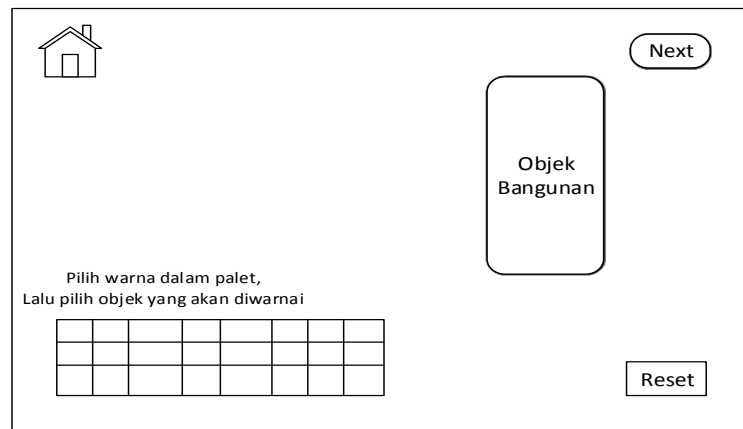 Next
Objek
Bangunan
Pilih warna dalam palet,
Lalu pilih objek yang akan diwarnai
Reset